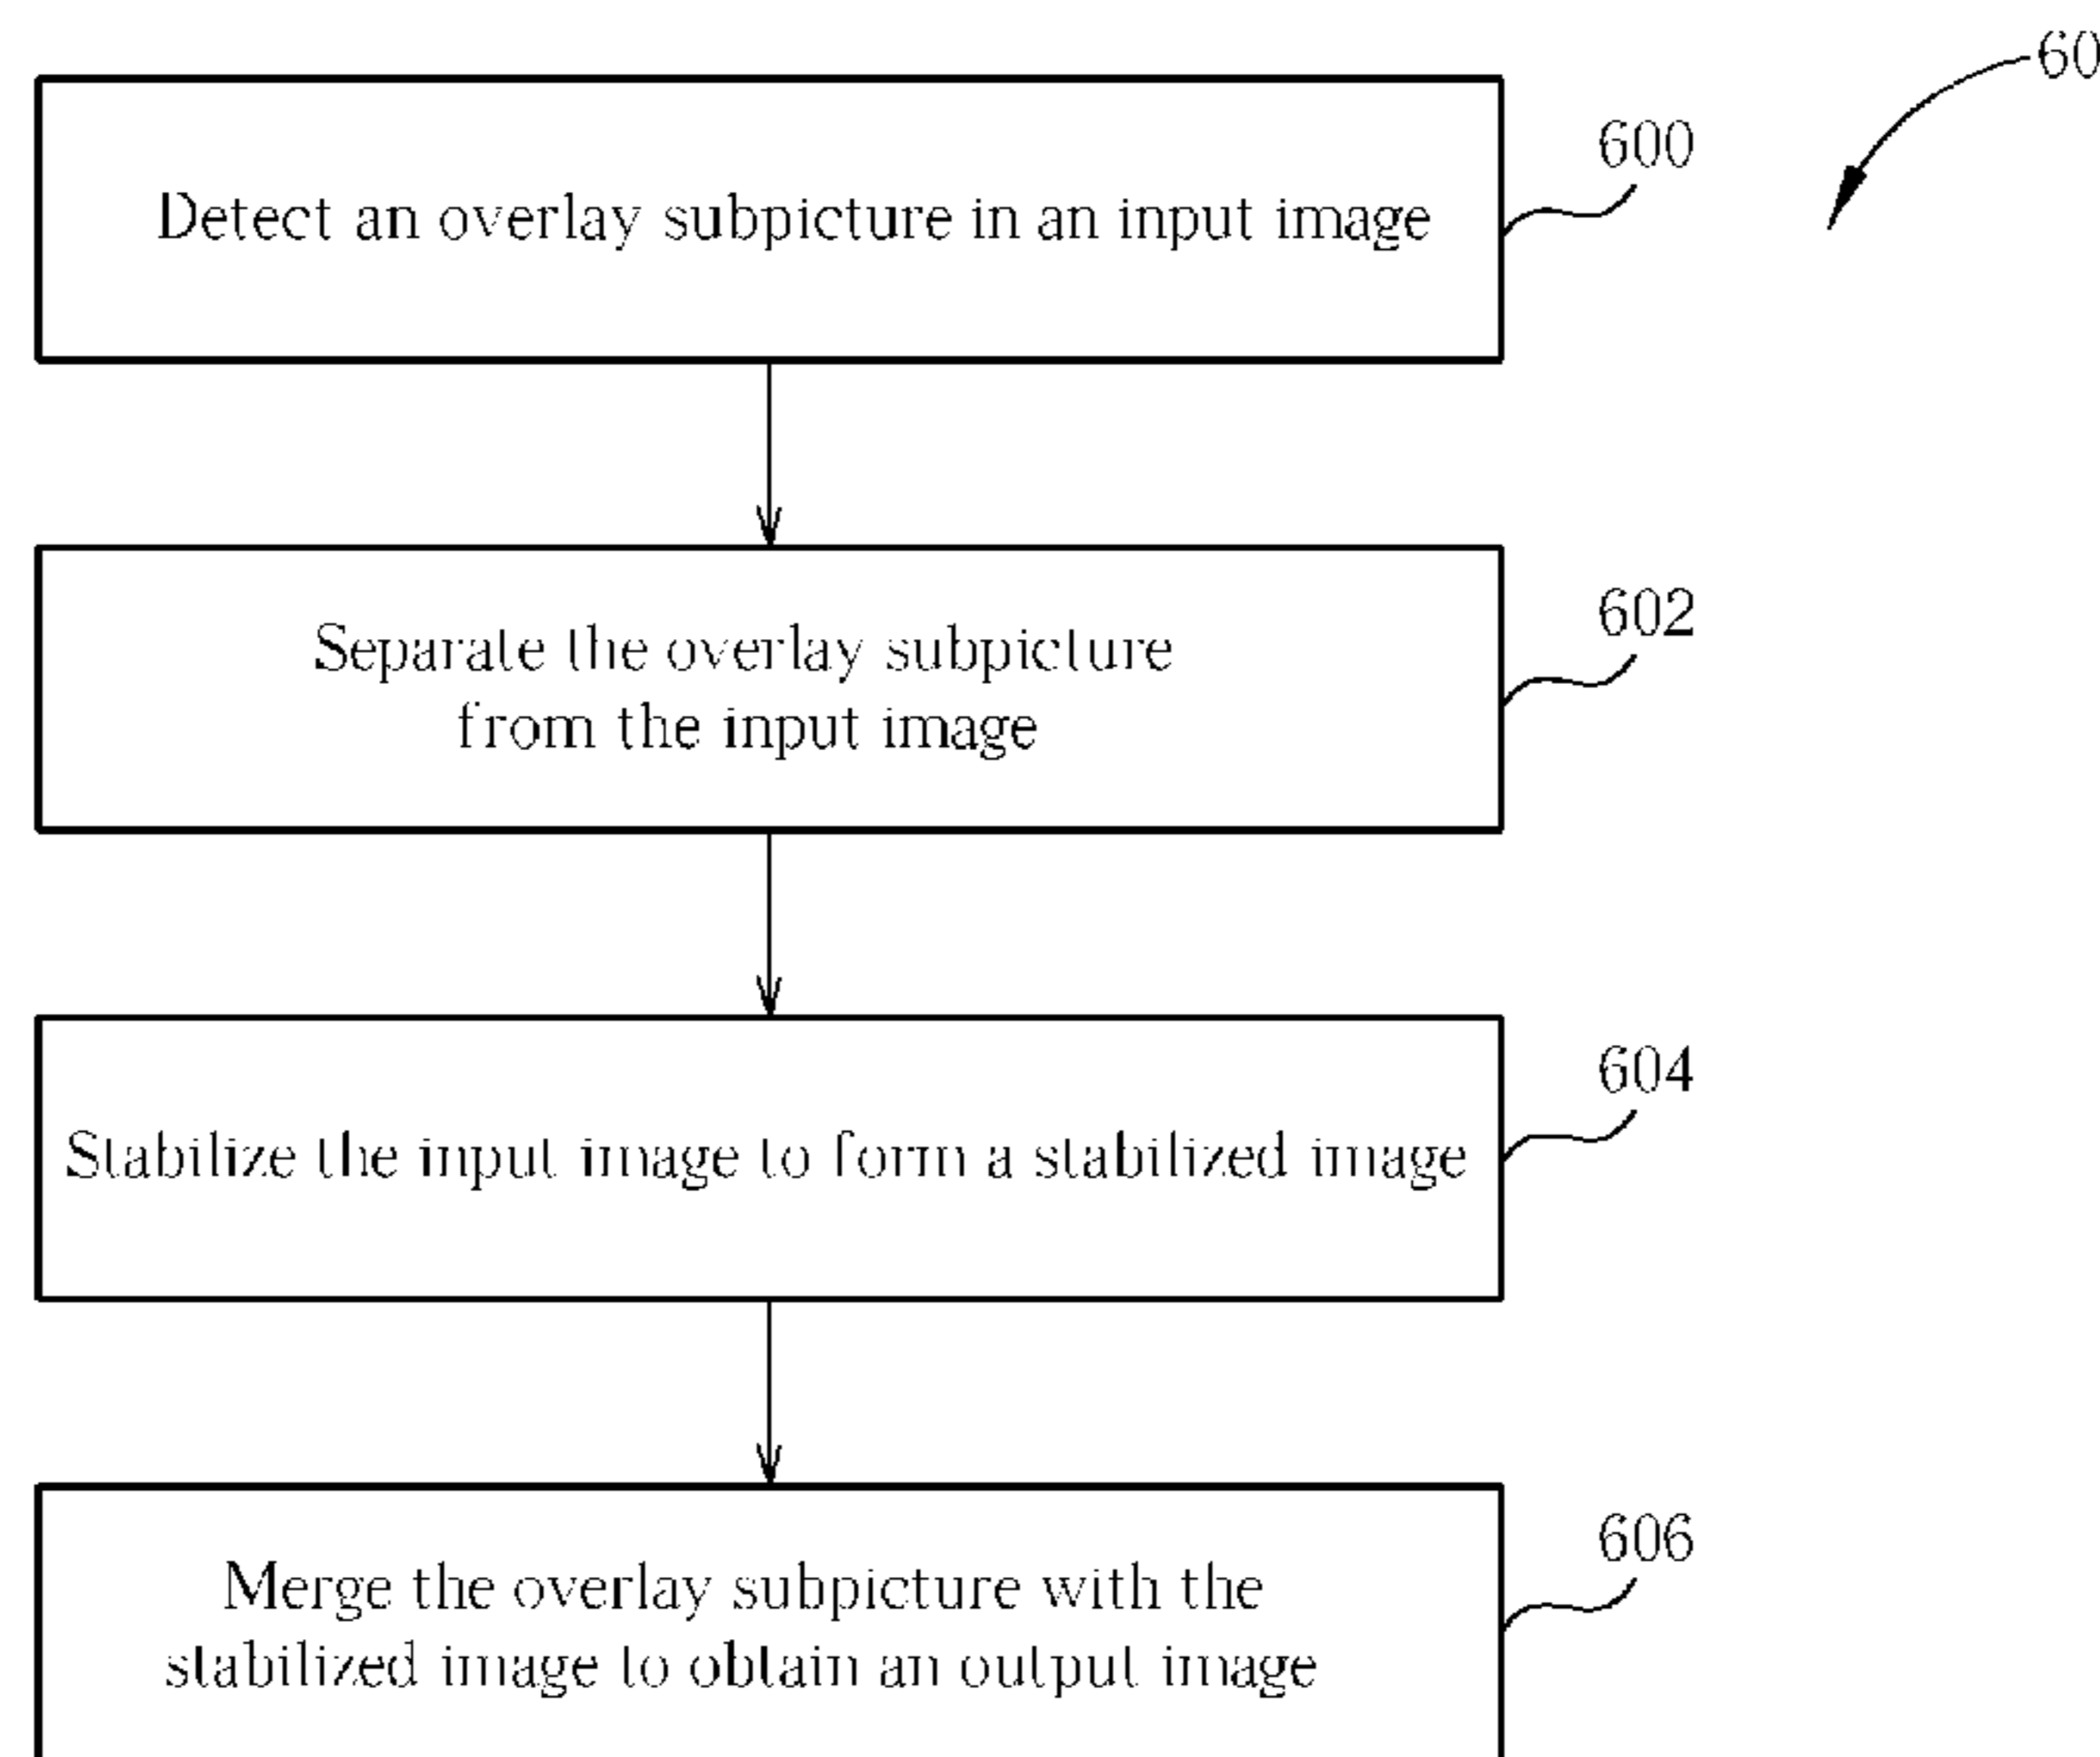 60
600
Detect an overlay subpicture in an input image
602
Separate the overlay subpicture
from the input image
604
Stabilize the input image to form a stabilized image
606
Merge the overlay subpicture with the
stabilized image to obtain an output image